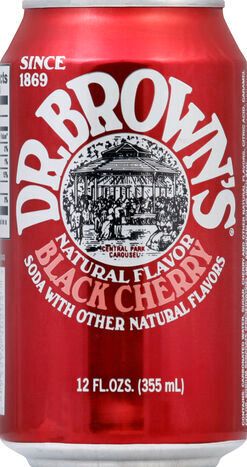 SINCE
1869
DR. BROWN'S
CENTRAL PARK
CAROUSEL
NATURAL FLAVOR
BLACK CHERRY
SODA WITH OTHER NATURAL FLAVORS
12 FL.OZS. (355 mL)